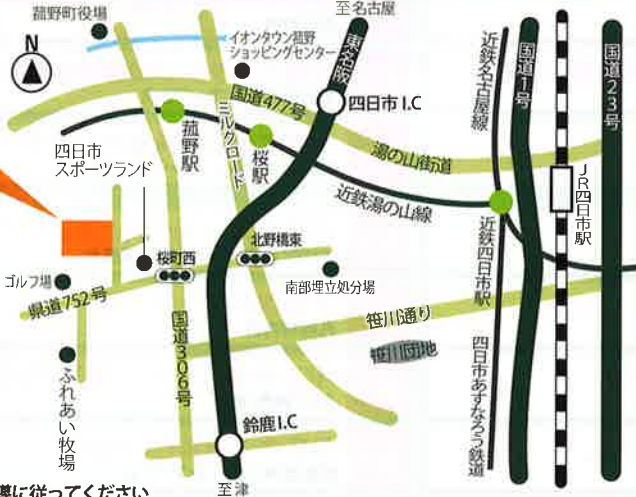 至名古屋
菰野町役場
N
イオンタウン菰野
ショッピングセンター
東名阪
近鉄名古屋線
国道1号
国道23号
国道477号
四日市 I.C
ミルクロード
菰野駅
桜駅
湯の山街道
四日市
スポーツランド
近鉄湯の山線
JR四日市駅
近鉄四日市駅
桜町西
北野橋東
南部埋立処分場
ゴルフ場
県道752号
国道306号
笹川通り
笹川団地
ふれあい牧場
四日市あすなろう鉄道
鈴鹿 I.C
至 津
に従ってください